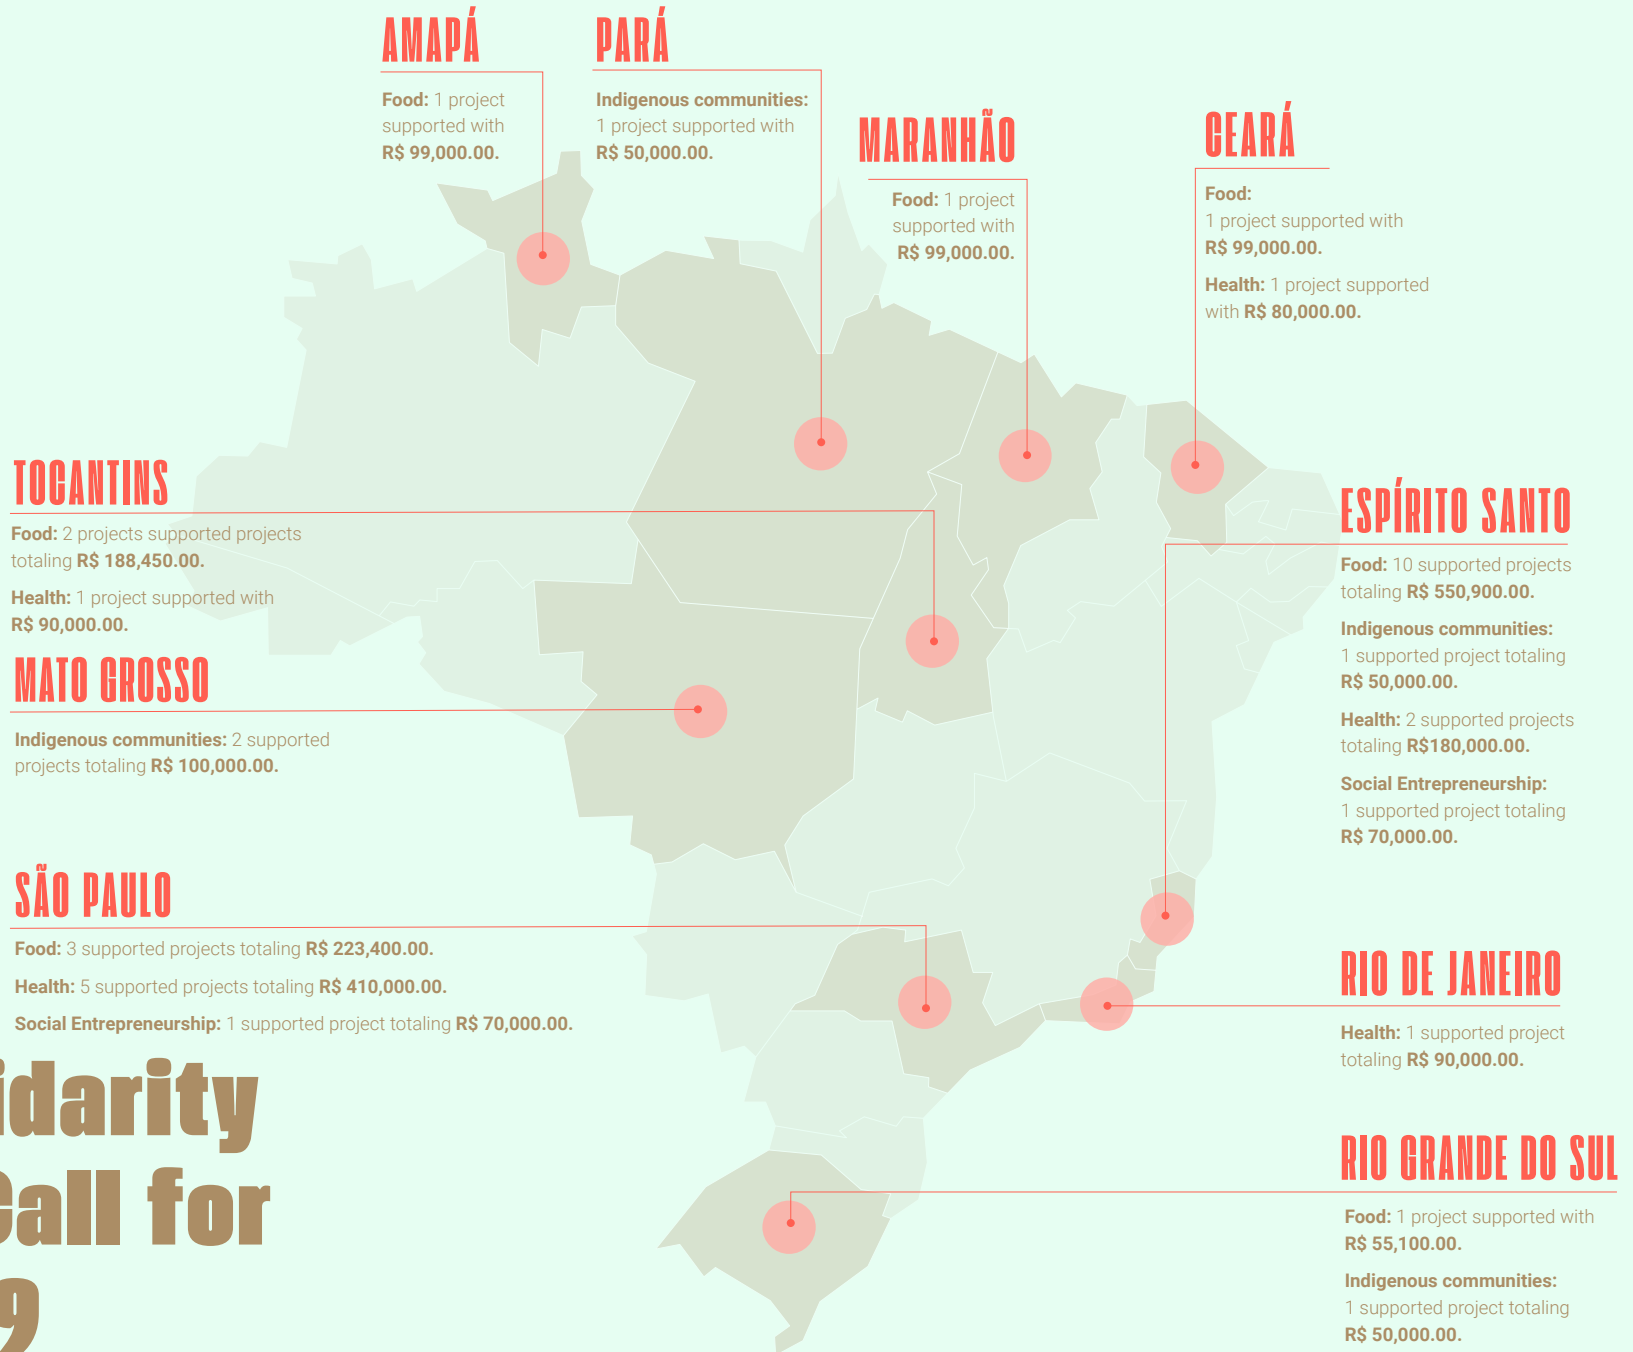 AMAPÁ
Food: 1 project
supported with
R$ 99,000.00.
PARÁ
Indigenous communities:
1 project supported with
R$ 50,000.00.
MARANHÃO
Food: 1 project
supported with
R$ 99,000.00.
CEARÁ
Food:
1 project supported with
R$ 99,000.00.
Health: 1 project supported
with R$ 80,000.00.
TOCANTINS
Food: 2 projects supported projects
totaling R$ 188,450.00.
Health: 1 project supported with
R$ 90,000.00.
MATO GROSSO
Indigenous communities: 2 supported
projects totaling R$ 100,000.00.
ESPÍRITO SANTO
Food: 10 supported projects
totaling R$ 550,900.00.
Indigenous communities:
1 supported project totaling
R$ 50,000.00.
Health: 2 supported projects
totaling R$180,000.00.
Social Entrepreneurship:
1 supported project totaling
R$ 70,000.00.
SÃO PAULO
Food: 3 supported projects totaling R$ 223,400.00.
Health: 5 supported projects totaling R$ 410,000.00.
Social Entrepreneurship: 1 supported project totaling R$ 70,000.00.
RIO DE JANEIRO
Health: 1 supported project
totaling R$ 90,000.00.
RIO GRANDE DO SUL
Food: 1 project supported with
R$ 55,100.00.
Indigenous communities:
1 supported project totaling
R$ 50,000.00.
idarity
Call for
9